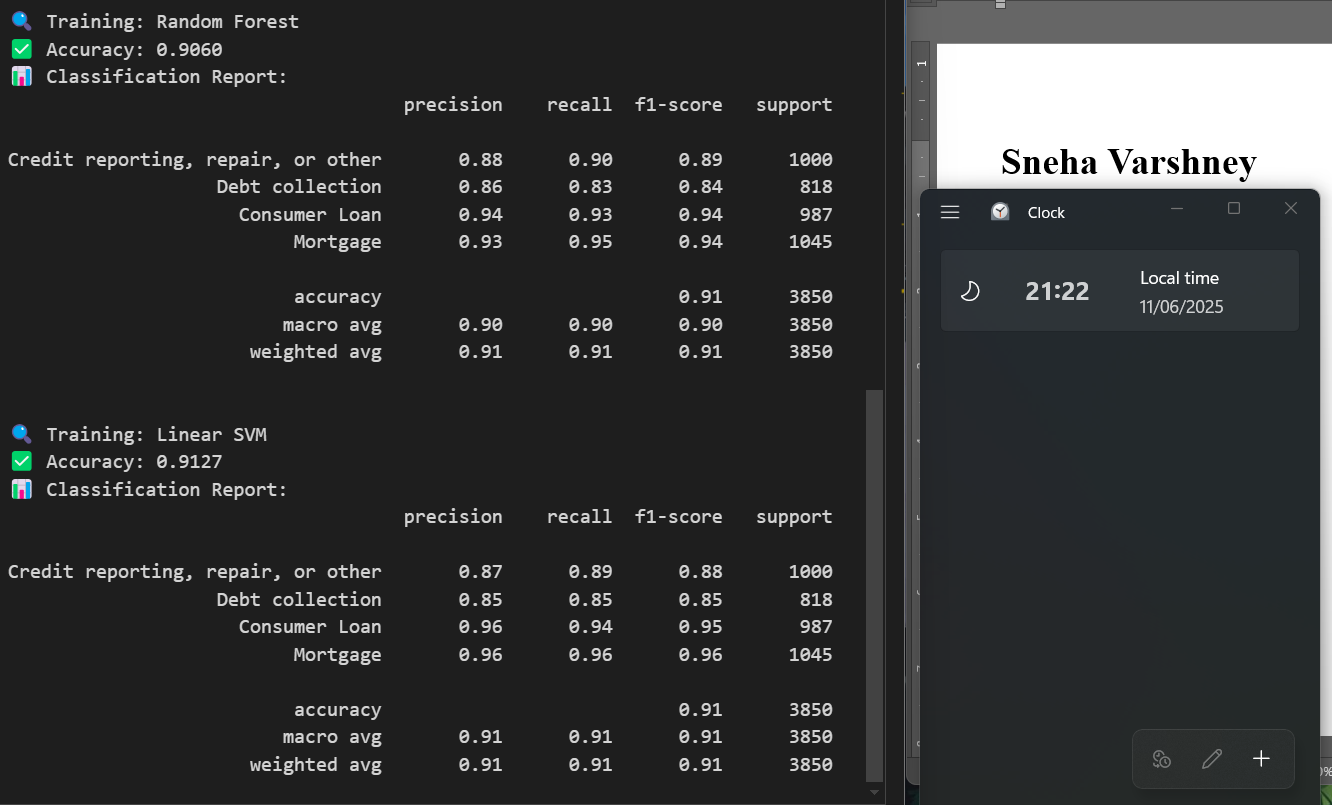 Training: Random Forest
Accuracy: 0.9060
Classification Report:
precision recall f1-score support
Credit reporting, repair, or other 0.88 0.90 0.89 1000
Debt collection 0.86 0.83 0.84 818
Consumer Loan 0.94 0.93 0.94 987
Mortgage 0.93 0.95 0.94 1045
accuracy 0.91 3850
macro avg 0.90 0.90 0.90 3850
weighted avg 0.91 0.91 0.91 3850
Training: Linear SVM
Accuracy: 0.9127
Classification Report:
precision recall f1-score support
Credit reporting, repair, or other 0.87 0.89 0.88 1000
Debt collection 0.85 0.85 0.85 818
Consumer Loan 0.96 0.94 0.95 987
Mortgage 0.96 0.96 0.96 1045
accuracy 0.91 3850
macro avg 0.91 0.91 0.91 3850
weighted avg 0.91 0.91 0.91 3850
1
Sneha Varshney
Clock
21:22
Local time
11/06/2025